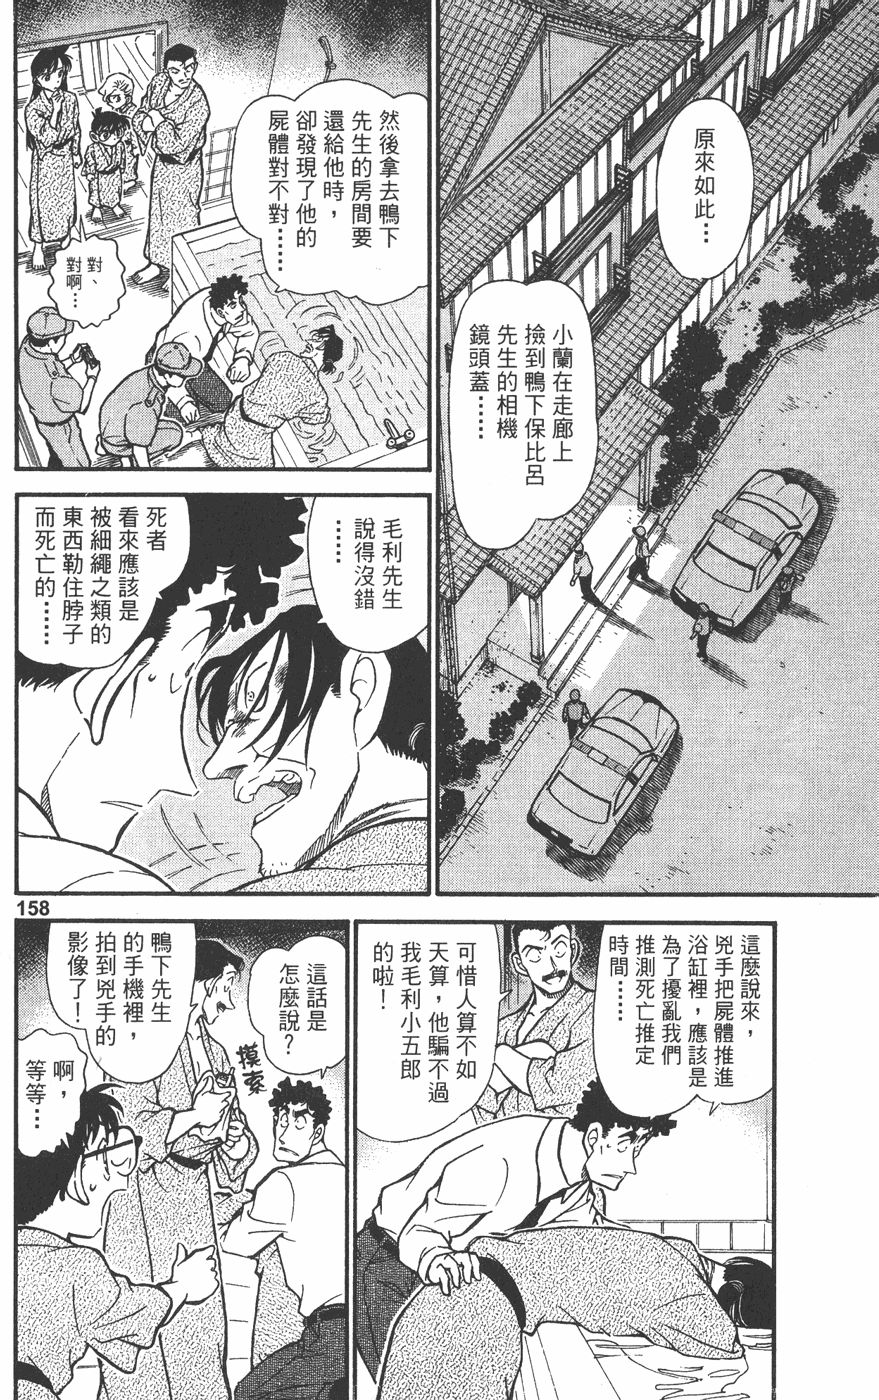 原來如此…
小蘭在走廊上
撿到鴨下保比呂
先生的相機
鏡頭蓋……
然後拿去鴨下
先生的房間要
還給他時，
卻發現了他的
屍體對不對……
對、
對啊…
毛利先生
說得沒錯
……
死者
看來應該是
被細繩之類的
東西勒住脖子
而死亡的……
158
這麼說來，
兇手把屍體推進
浴缸裡，應該是
為了擾亂我們
推測死亡推定
時間……
可惜人算不如
天算，他騙不過
我毛利小五郎
的啦！
這話是
怎麼說？
摸索
鴨下先生
的手機裡，
拍到兇手的
影像了！
啊，
等等…